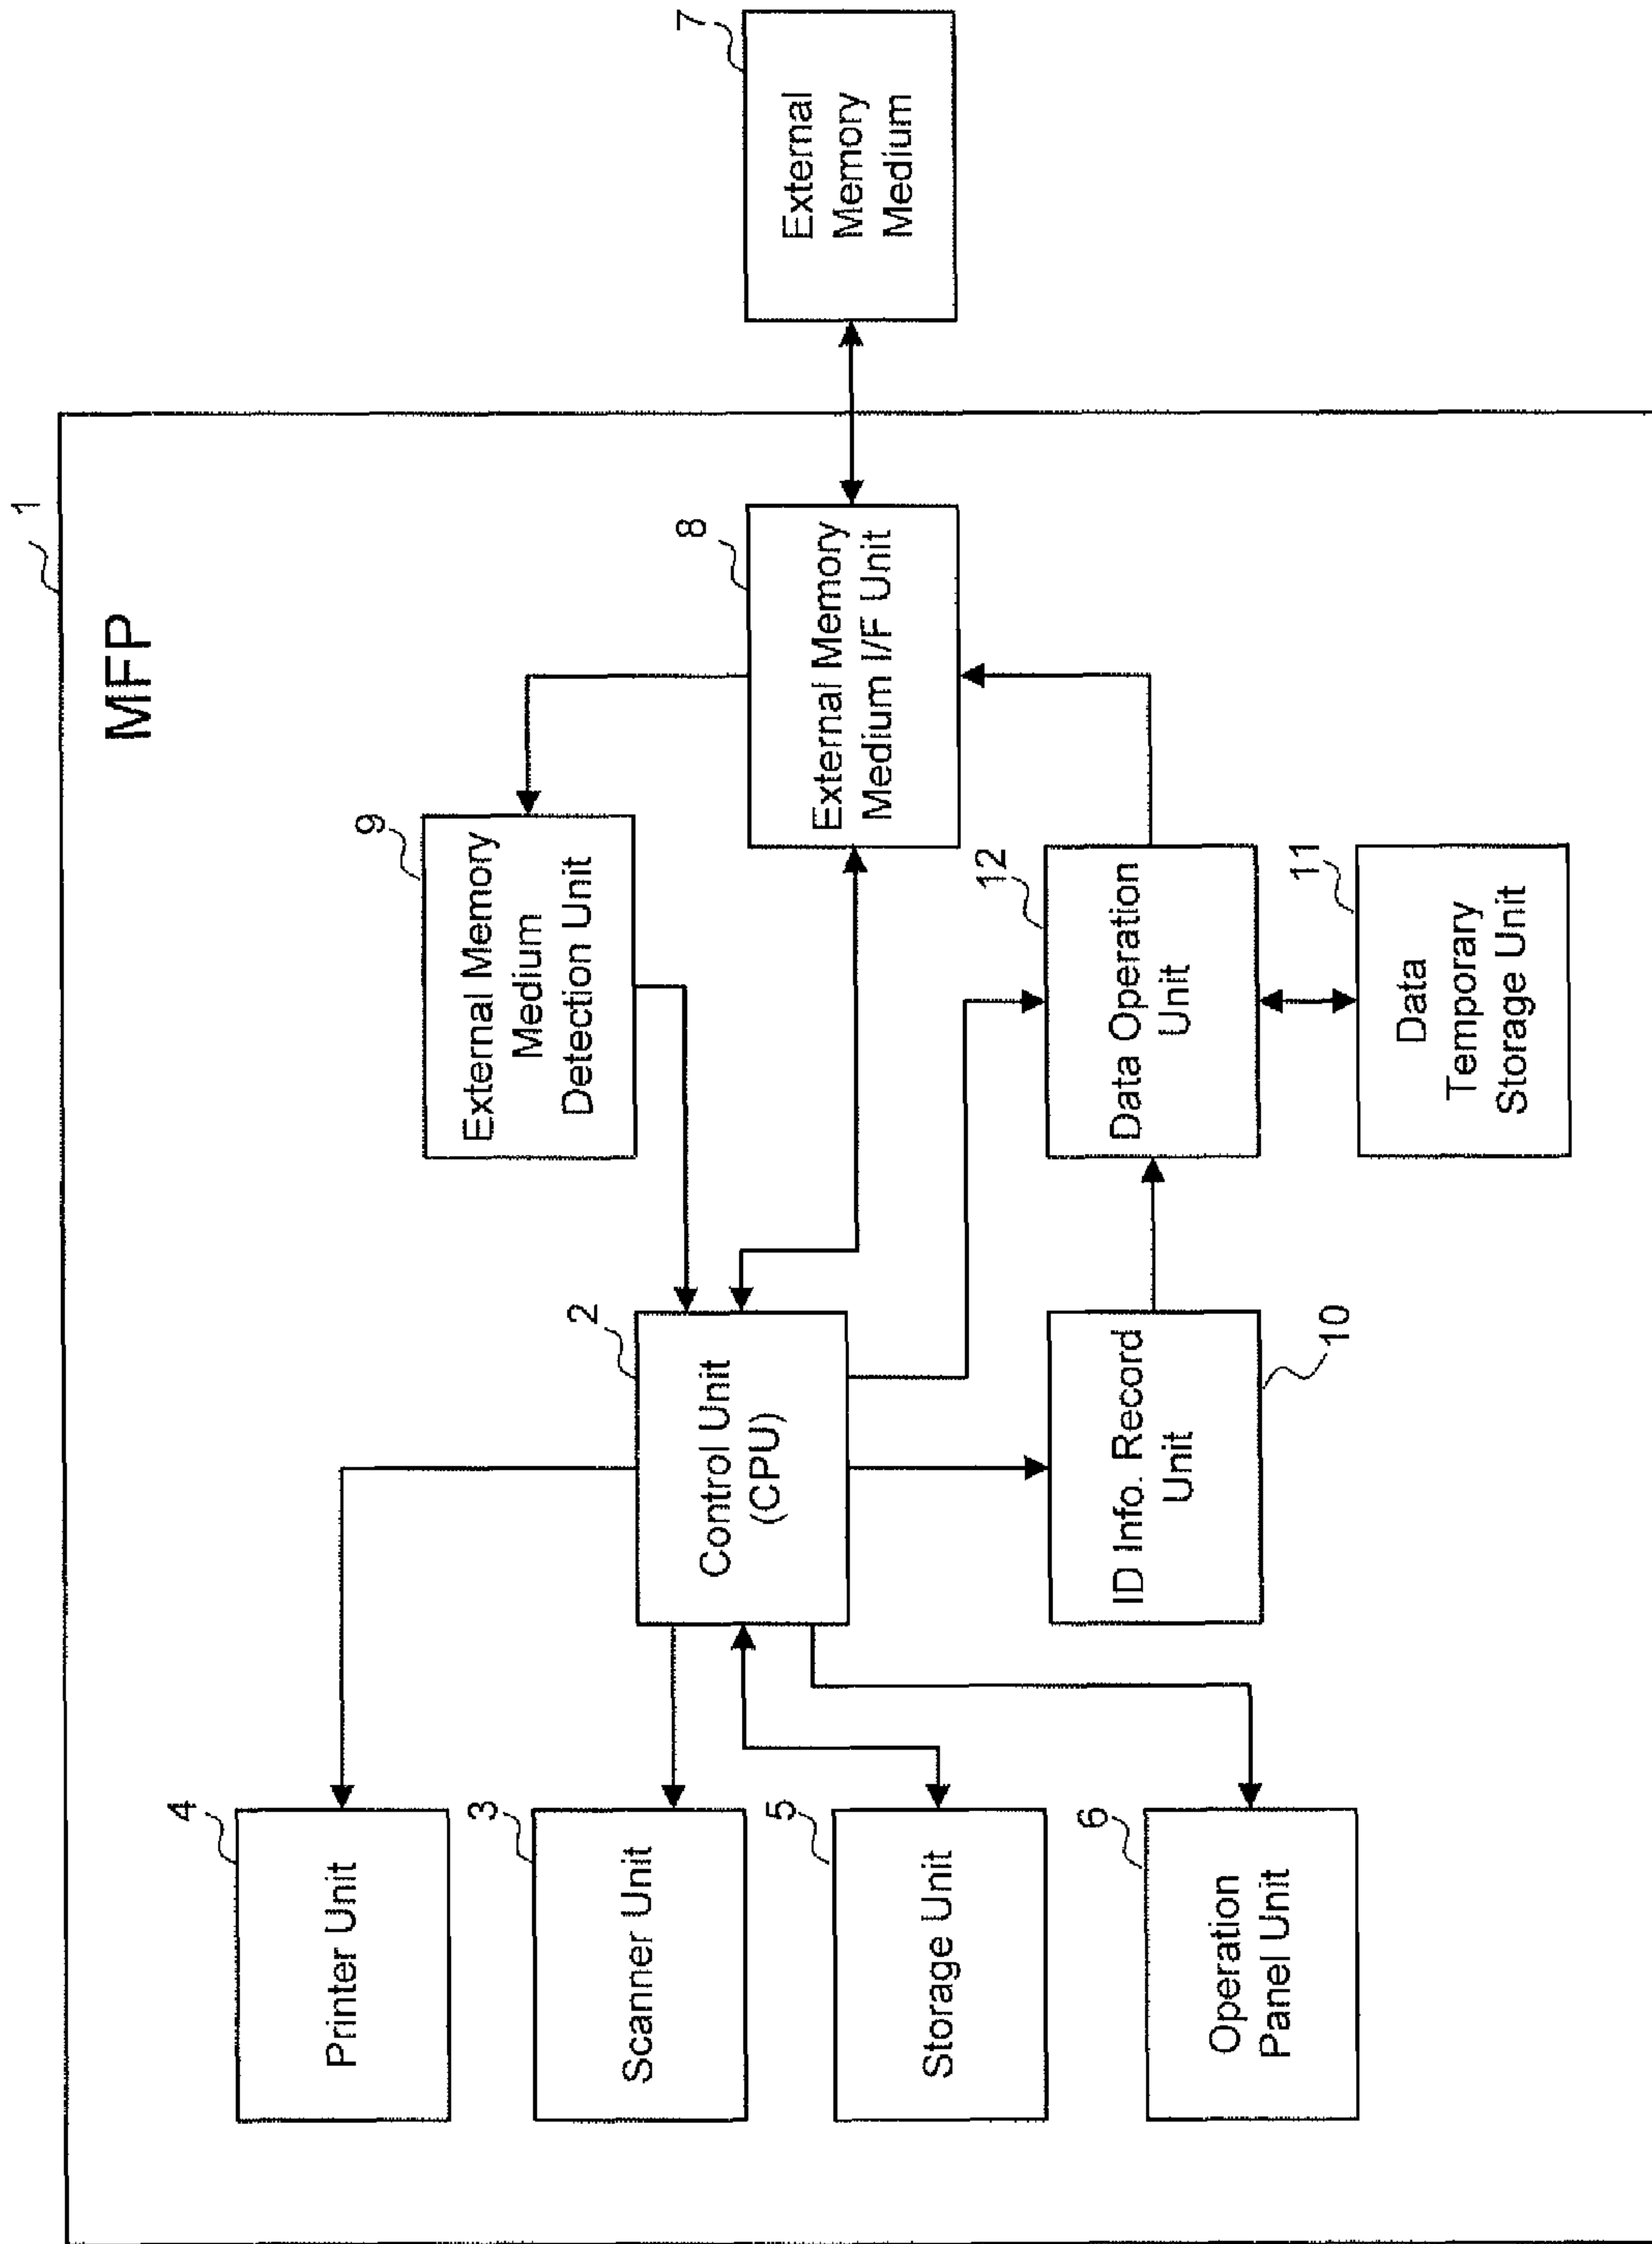 1
MFP
4
Printer Unit
3
Scanner Unit
5
Storage Unit
6
Operation
Panel Unit
2
Control Unit
(CPU)
9
External Memory
Medium
Detection Unit
8
External Memory
Medium I/F Unit
7
External
Memory
Medium
10
ID Info. Record
Unit
12
Data Operation
Unit
11
Data
Temporary
Storage Unit